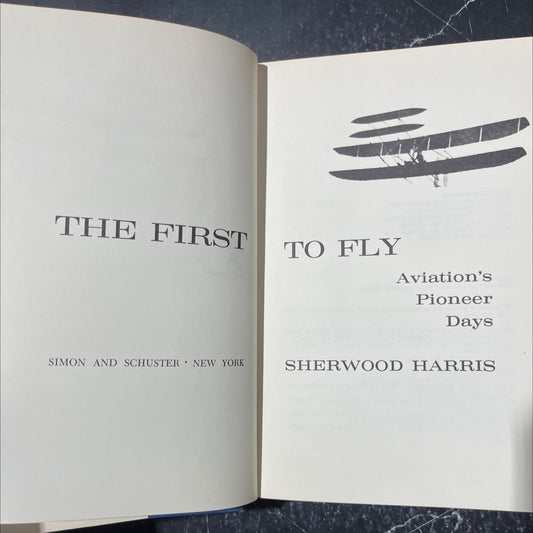 THE FIRST
SIMON AND SCHUSTER · NEW YORK
TO FLY
Aviation's
Pioneer
Days
SHERWOOD HARRIS